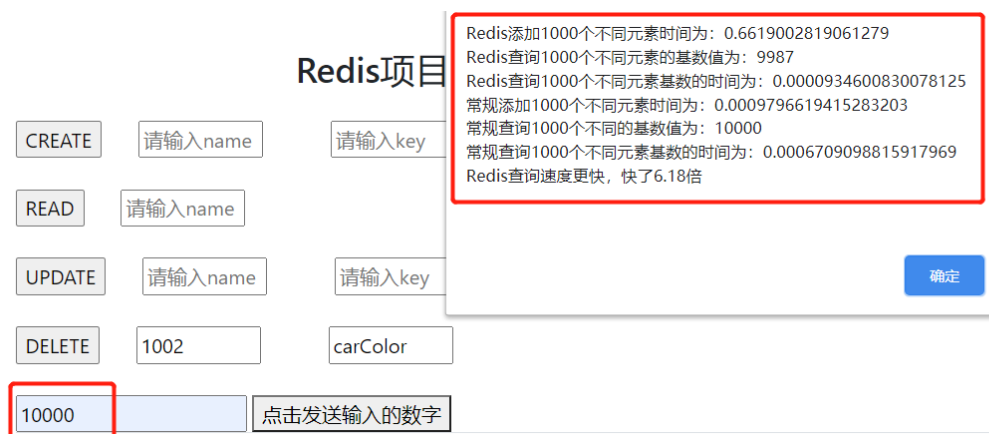 Redis项目
CREATE 请输入name 请输入key
READ 请输入name
UPDATE 请输入name 请输入key
DELETE 1002 carColor
10000 点击发送输入的数字
Redis添加1000个不同元素时间为：0.6619002819061279
Redis查询1000个不同元素的基数值为：9987
Redis查询1000个不同元素基数的时间为：0.0000934600830078125
常规添加1000个不同元素时间为：0.0009796619415283203
常规查询1000个不同的基数值为：10000
常规查询1000个不同元素基数的时间为：0.0006709098815917969
Redis查询速度更快，快了6.18倍
确定